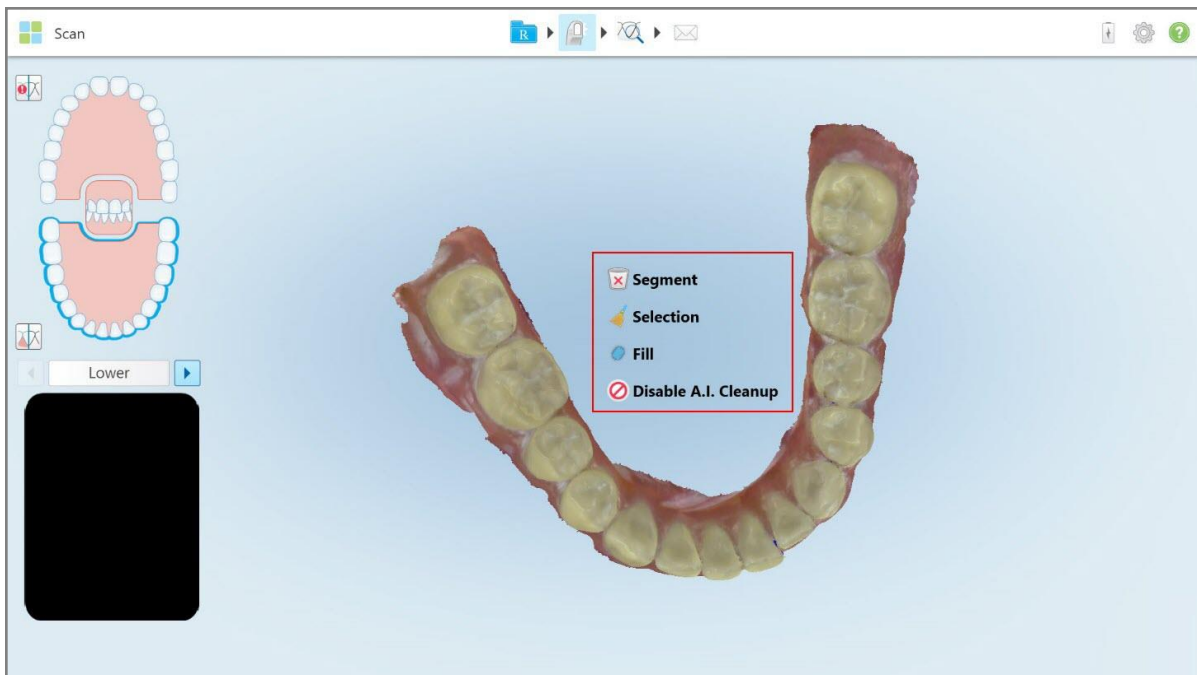 Scan
R
?
Lower
Segment
Selection
Fill
Disable A.I. Cleanup